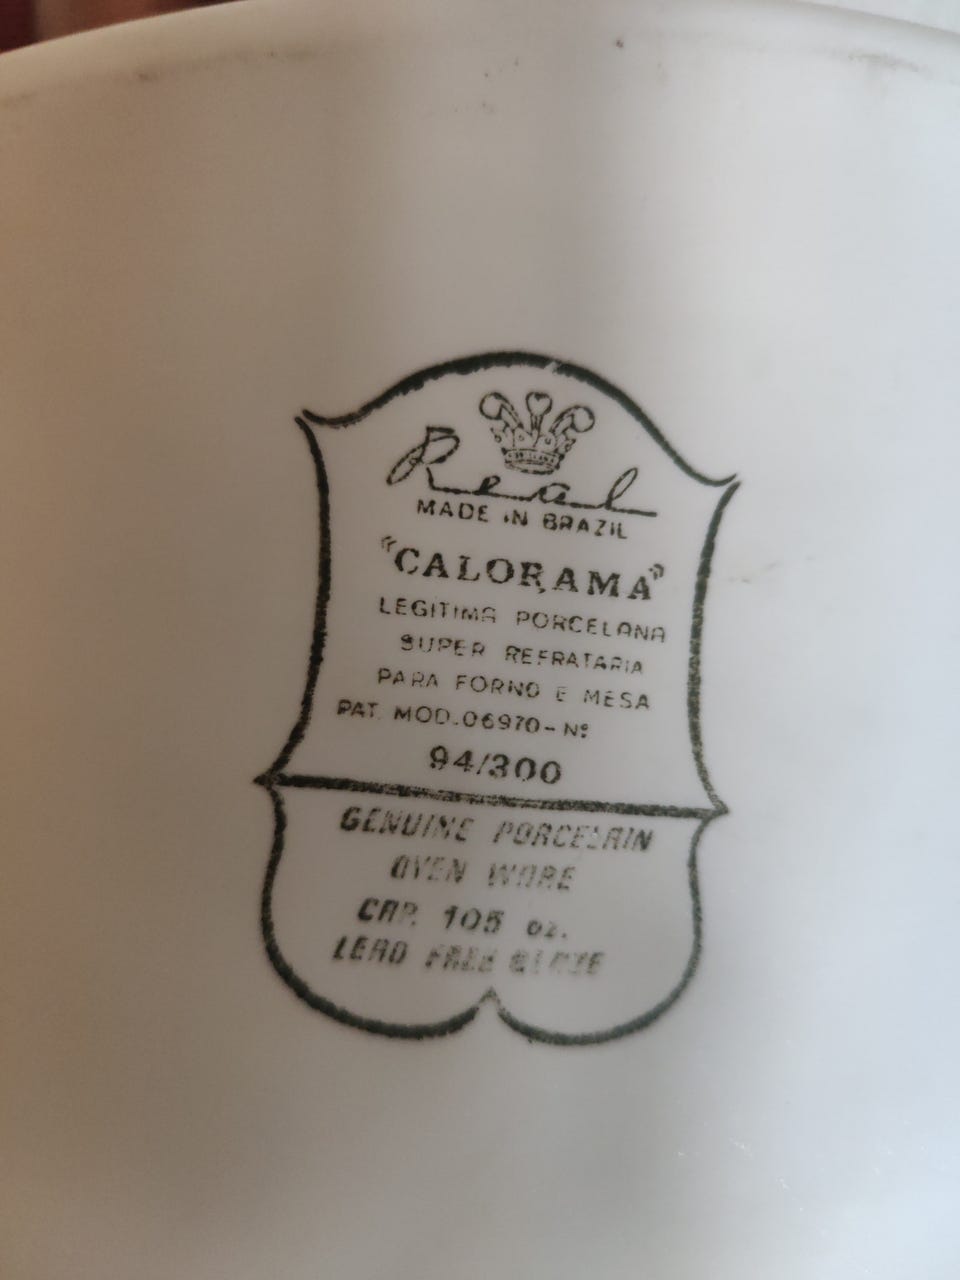 Real
MADE IN BRAZIL
"CALORAMA"
LEGITIMA PORCELANA
SUPER REFRATARIA
PARA FORNO E MESA
PAT. MOD.06970-Nº
94/300
GENUINE PORCELAIN
OVEN WARE
CAP. 105 oz.
LEAD FREE GLAZE